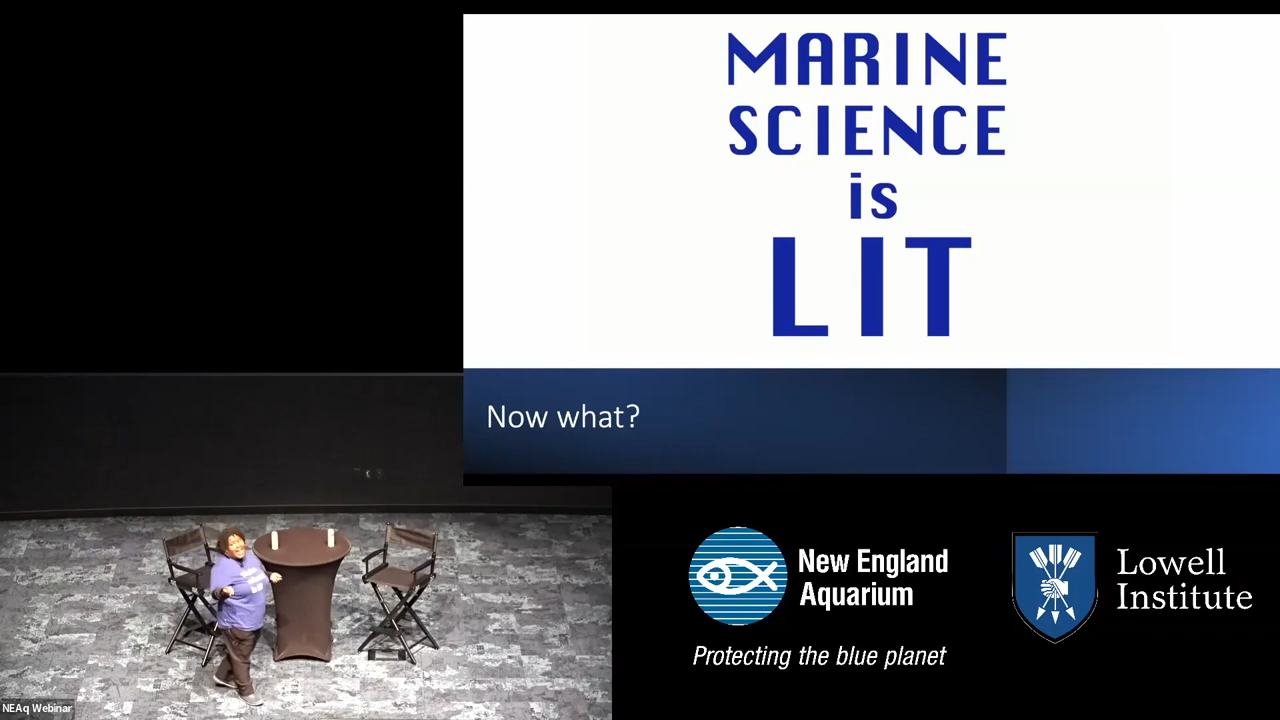 MARINE
SCIENCE
is
LIT
Now what?
New England
Aquarium
Protecting the blue planet
Lowell
Institute
NEAq Webinar